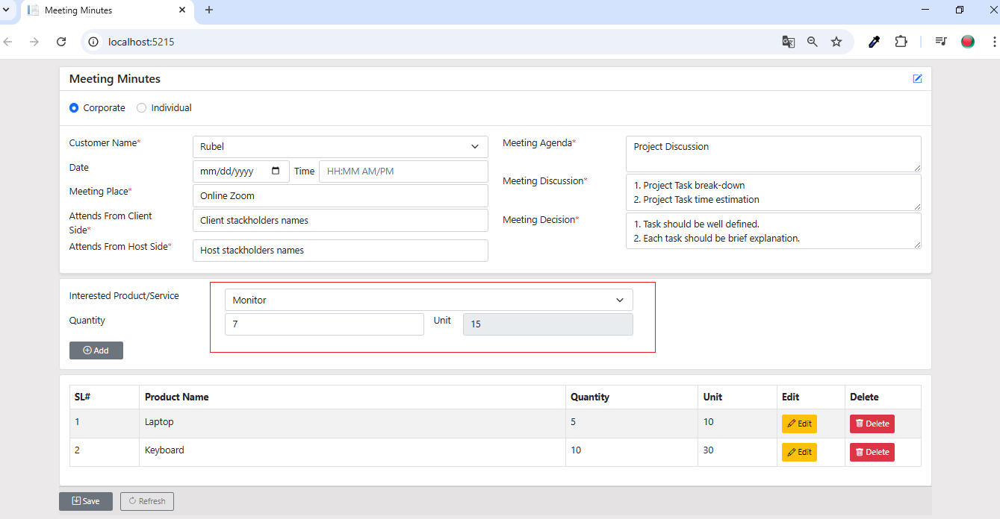 Meeting Minutes
localhost:5215
Meeting Minutes
Corporate Individual
Customer Name* Rubel
Date mm/dd/yyyy Time HH:MM AM/PM
Meeting Place* Online Zoom
Attends From Client
Side*
Client stackholders names
Attends From Host Side* Host stackholders names
Meeting Agenda* Project Discussion
Meeting Discussion* 1. Project Task break-down
2. Project Task time estimation
Meeting Decision* 1. Task should be well defined.
2. Each task should be brief explanation.
Interested Product/Service Monitor
Quantity 7 Unit 15
Add
SL# Product Name Quantity Unit Edit Delete
1 Laptop 5 10 Edit Delete
2 Keyboard 10 30 Edit Delete
Save Refresh